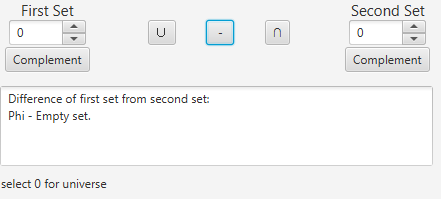 First Set
Second Set
0
∪
-
∩
0
Complement
Complement
Difference of first set from second set:
Phi - Empty set.
select 0 for universe